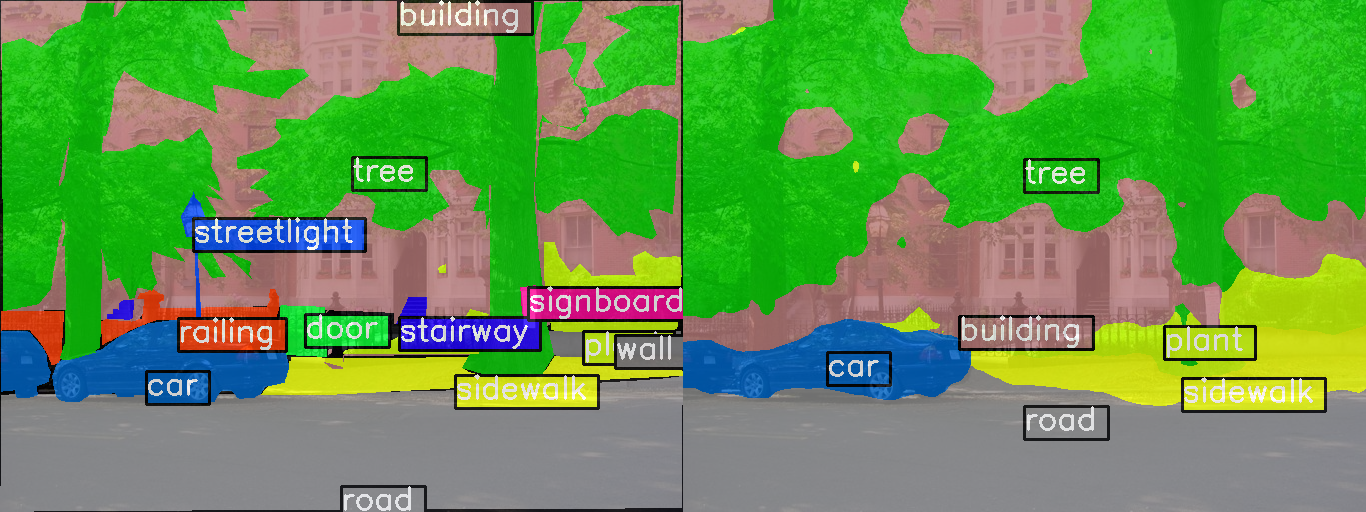 building
tree
streetlight
signboard
railing
door
stairway
pl
wall
car
sidewalk
road
tree
building
plant
car
sidewalk
road